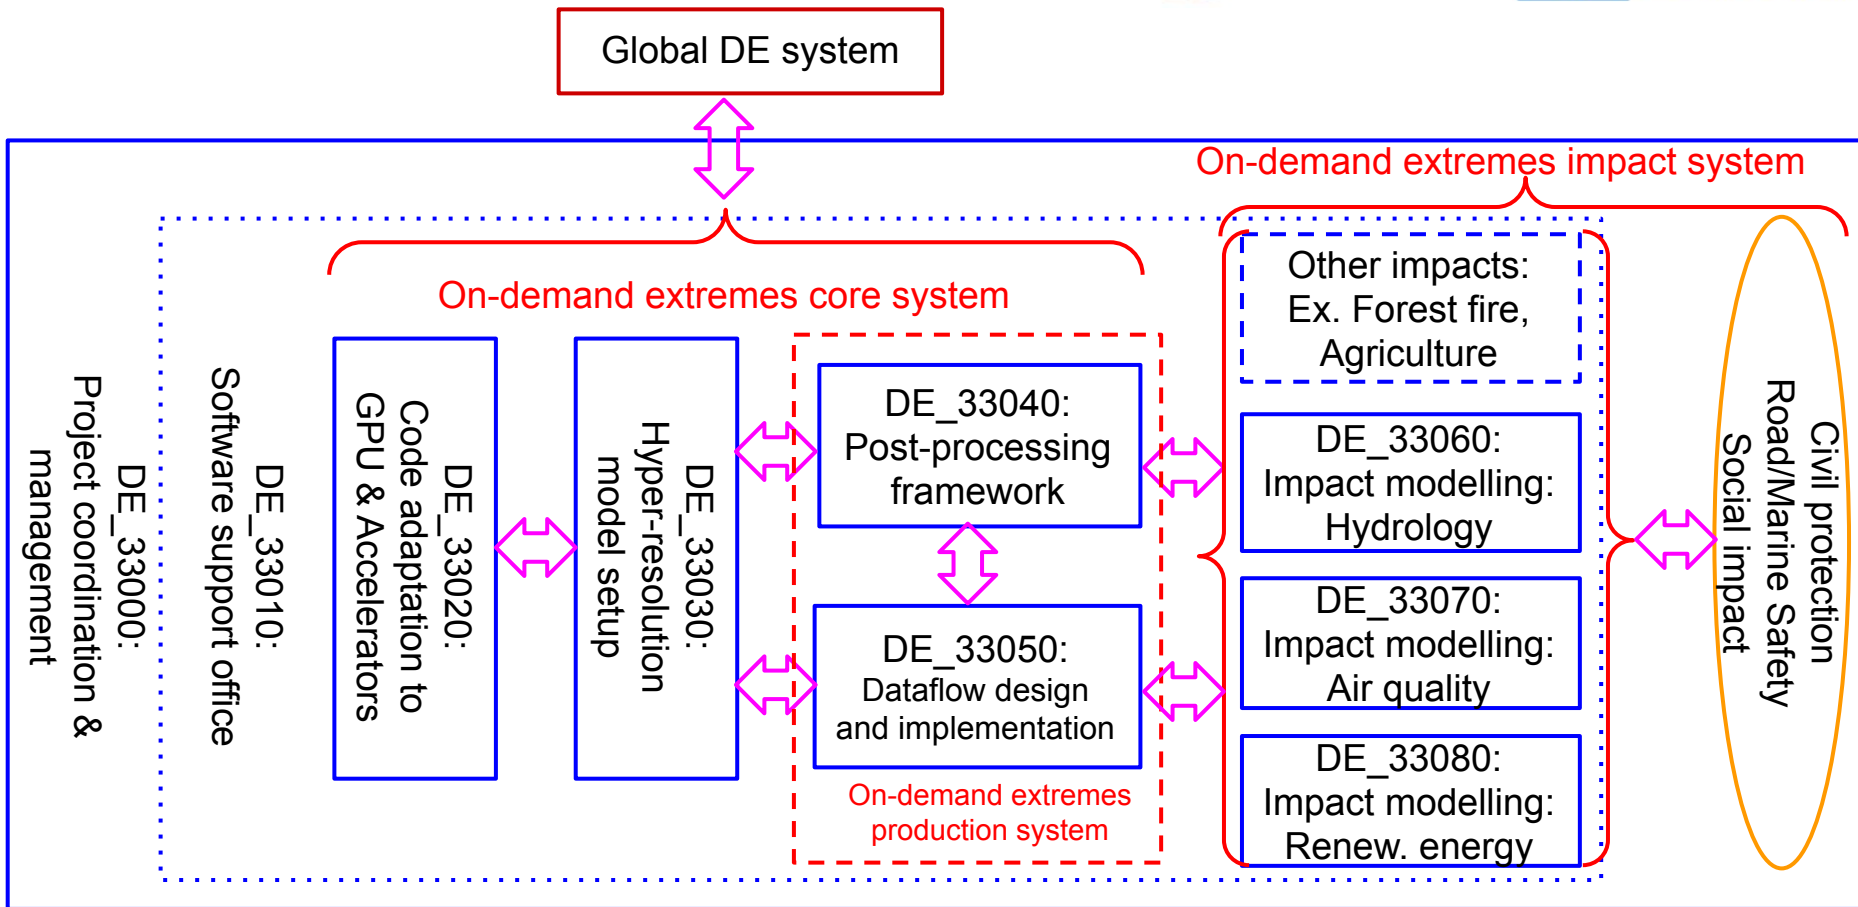 Global DE system
On-demand extremes impact system
On-demand extremes core system
DE_33000:
Project coordination &
management
DE_33010:
Software support office
DE_33020:
Code adaptation to
GPU & Accelerators
DE_33030:
Hyper-resolution
model setup
DE_33040:
Post-processing
framework
DE_33050:
Dataflow design
and implementation
On-demand extremes
production system
Other impacts:
Ex. Forest fire,
Agriculture
DE_33060:
Impact modelling:
Hydrology
DE_33070:
Impact modelling:
Air quality
DE_33080:
Impact modelling:
Renew. energy
Civil protection
Road/Marine Safety
Social impact